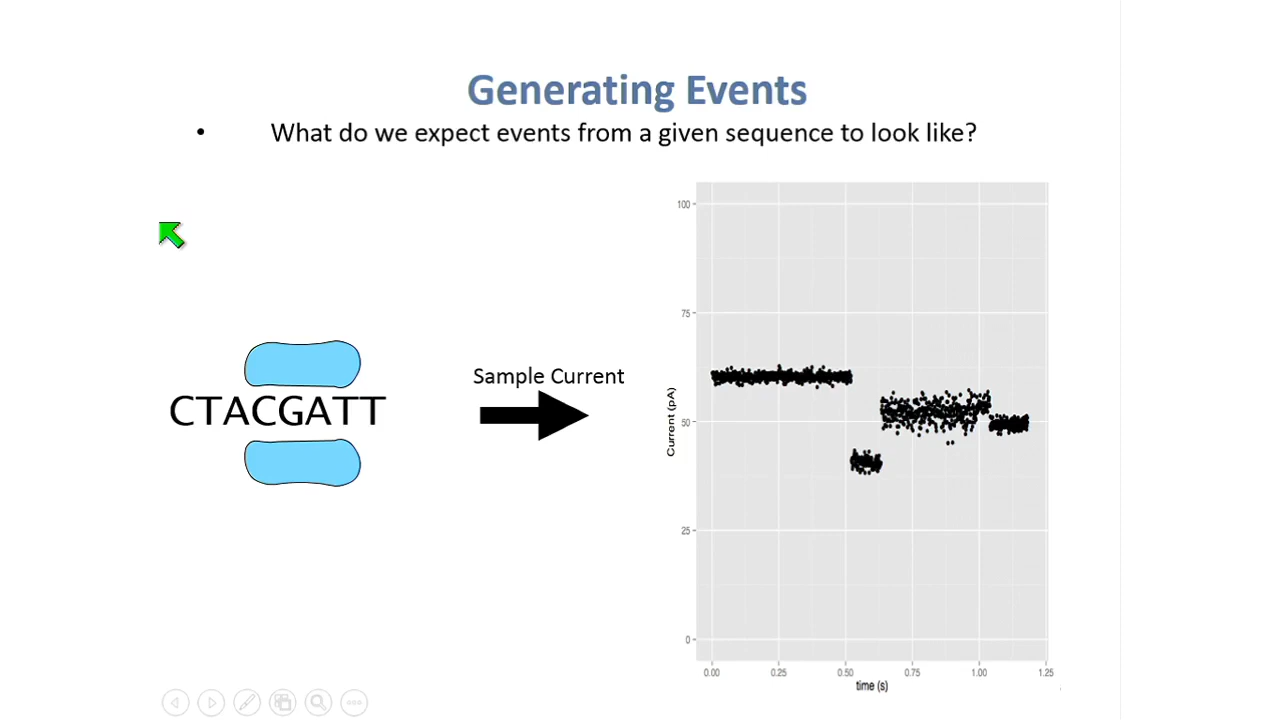 Generating Events
• What do we expect events from a given sequence to look like?
CTACGATT
Sample Current
Current (pA)
100
75
50
25
0
0.00 0.25 0.50 0.75 1.00 1.25
time (s)